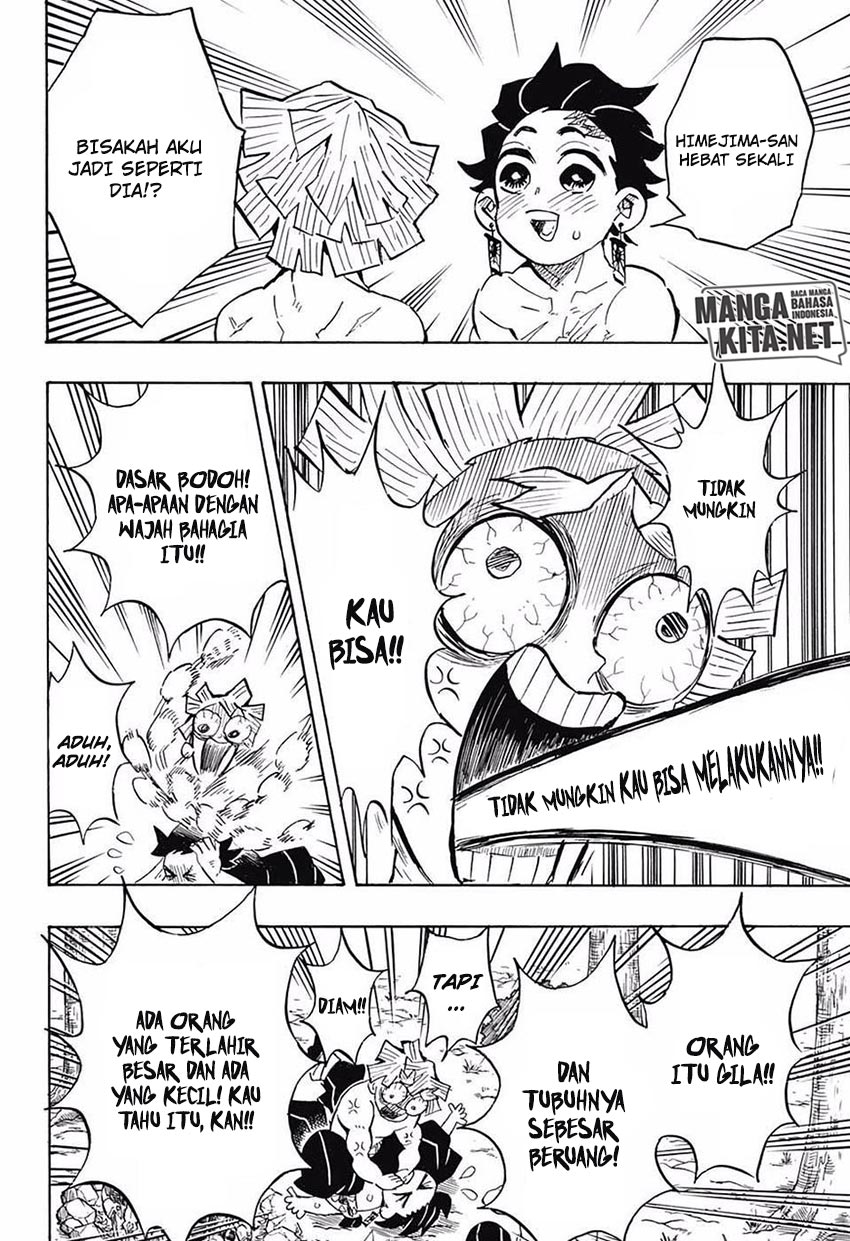 HIMEJIMA-SAN
HEBAT SEKALI
BISAKAH AKU
JADI SEPERTI
DIA!?
MANGA
KITA.NET
BACA MANGA
BAHASA
INDONESIA
TIDAK
MUNGKIN
KAU
BISA!!
TIDAK MUNGKIN KAU BISA MELAKUKANNYA!!
DASAR BODOH!
APA-APAAN DENGAN
WAJAH BAHAGIA
ITU!!
ADUH,
ADUH!
ORANG
ITU GILA!!
DAN
TUBUHNYA
SEBESAR
BERUANG!
TAPI
...
DIAM!!
ADA ORANG
YANG TERLAHIR
BESAR DAN ADA
YANG KECIL! KAU
TAHU ITU, KAN!!